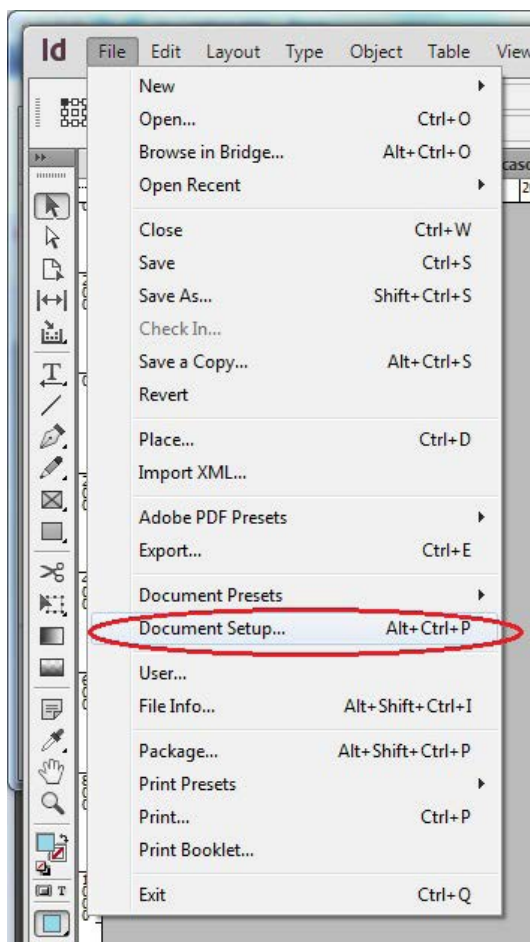 Id File Edit Layout Type Object Table View
New
Open... Ctrl+O
Browse in Bridge... Alt+Ctrl+O
Open Recent
Close Ctrl+W
Save Ctrl+S
Save As... Shift+Ctrl+S
Check In...
Save a Copy... Alt+Ctrl+S
Revert
Place... Ctrl+D
Import XML...
Adobe PDF Presets
Export... Ctrl+E
Document Presets
Document Setup... Alt+Ctrl+P
User...
File Info... Alt+Shift+Ctrl+I
Package... Alt+Shift+Ctrl+P
Print Presets
Print... Ctrl+P
Print Booklet...
Exit Ctrl+Q